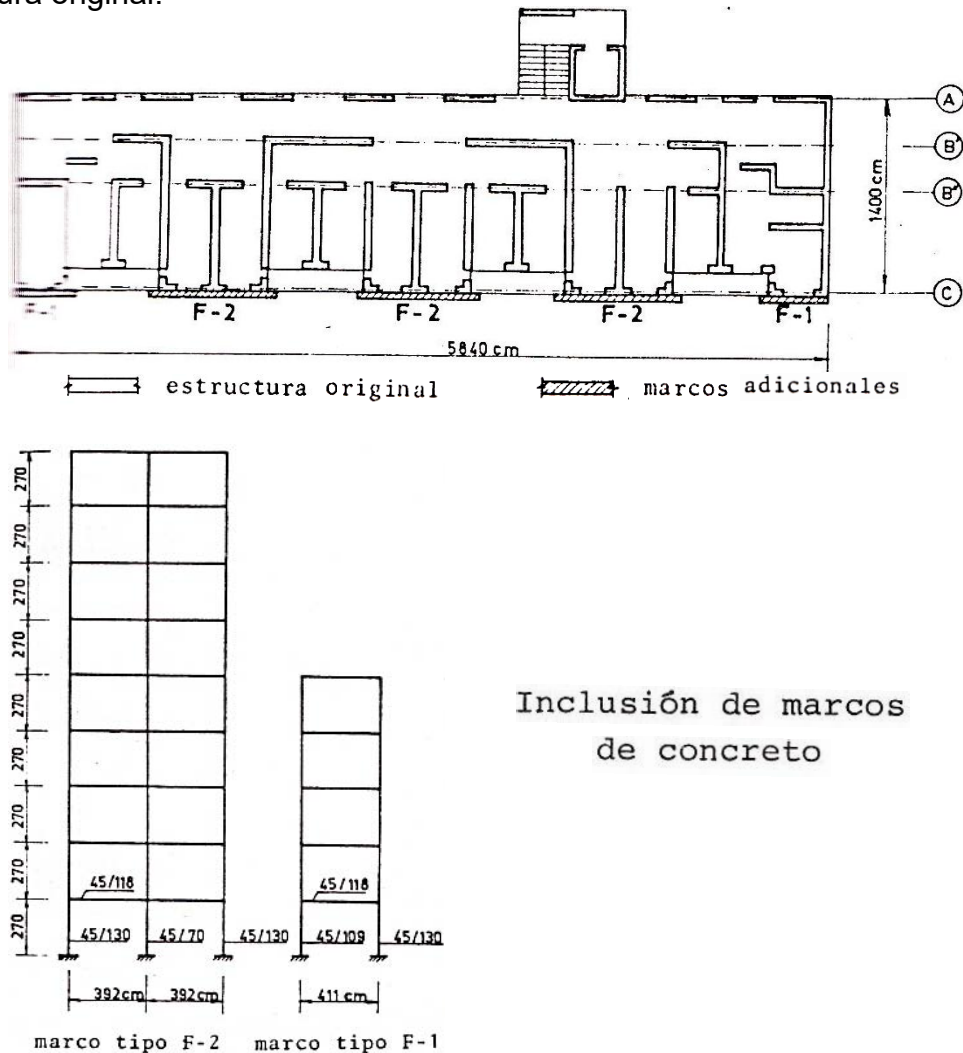 ura original.
A
B'
B"
C
1400 cm
F-2
F-2
F-2
F-1
5840 cm
estructura original
marcos adicionales
270
270
270
270
270
270
270
270
270
45/118
45/118
45/130
45/70
45/130
45/109
45/130
392cm
392cm
411 cm
marco tipo F-2
marco tipo F-1
Inclusión de marcos
de concreto